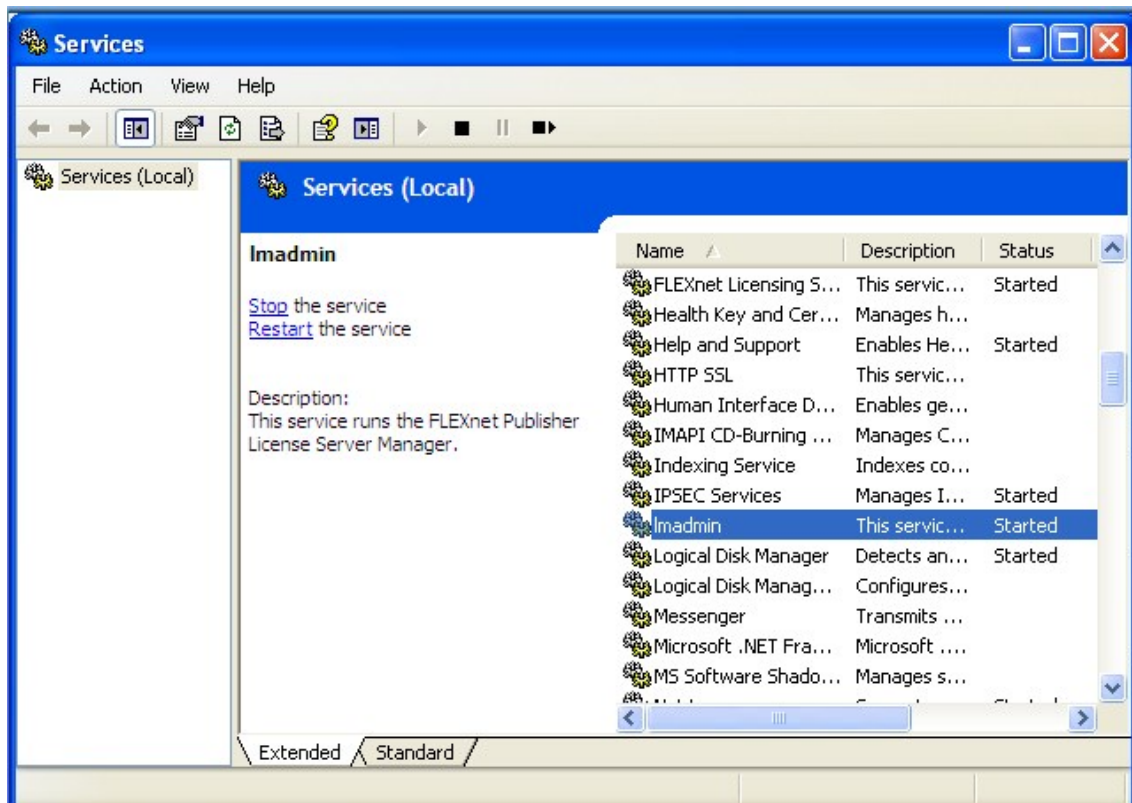 Services
File Action View Help
Services (Local)
Services (Local)
lmadmin
Stop the service
Restart the service
Description:
This service runs the FLEXnet Publisher
License Server Manager.
Name Description Status
FLEXnet Licensing S... This servic... Started
Health Key and Cer... Manages h...
Help and Support Enables He... Started
HTTP SSL This servic...
Human Interface D... Enables ge...
IMAPI CD-Burning ... Manages C...
Indexing Service Indexes co...
IPSEC Services Manages I... Started
lmadmin This servic... Started
Logical Disk Manager Detects an... Started
Logical Disk Manag... Configures...
Messenger Transmits ...
Microsoft .NET Fra... Microsoft ....
MS Software Shado... Manages s...
Extended Standard